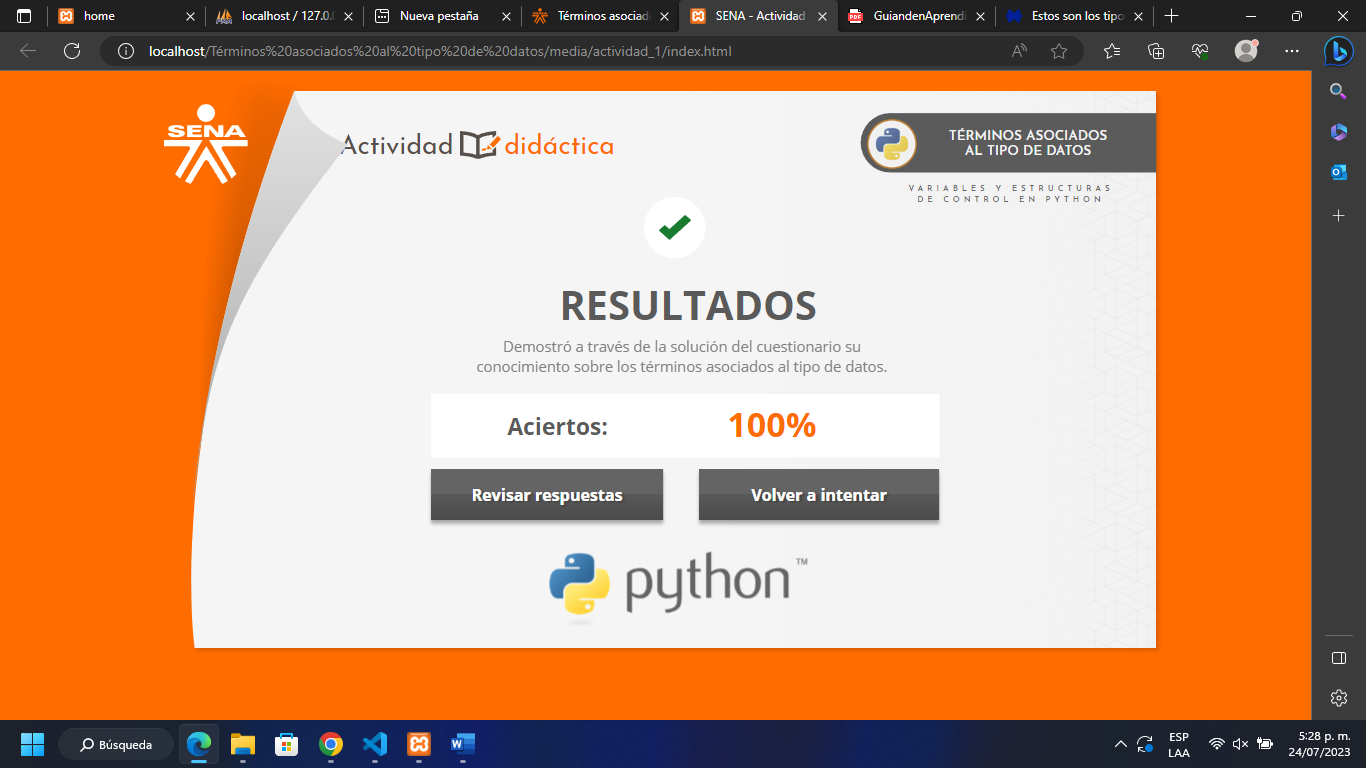 home
localhost / 127.0.0
Nueva pestaña
Términos asociad
SENA - Actividad
GuiandenAprend
Estos son los tipo
localhost/Términos%20asociados%20al%20tipo%20de%20datos/media/actividad_1/index.html
SENA
Actividad didáctica
TÉRMINOS ASOCIADOS
AL TIPO DE DATOS
VARIABLES Y ESTRUCTURAS
DE CONTROL EN PYTHON
RESULTADOS
Demostró a través de la solución del cuestionario su
conocimiento sobre los términos asociados al tipo de datos.
Aciertos: 100%
Revisar respuestas Volver a intentar
python™
Búsqueda
ESP
LAA
5:28 p. m.
24/07/2023